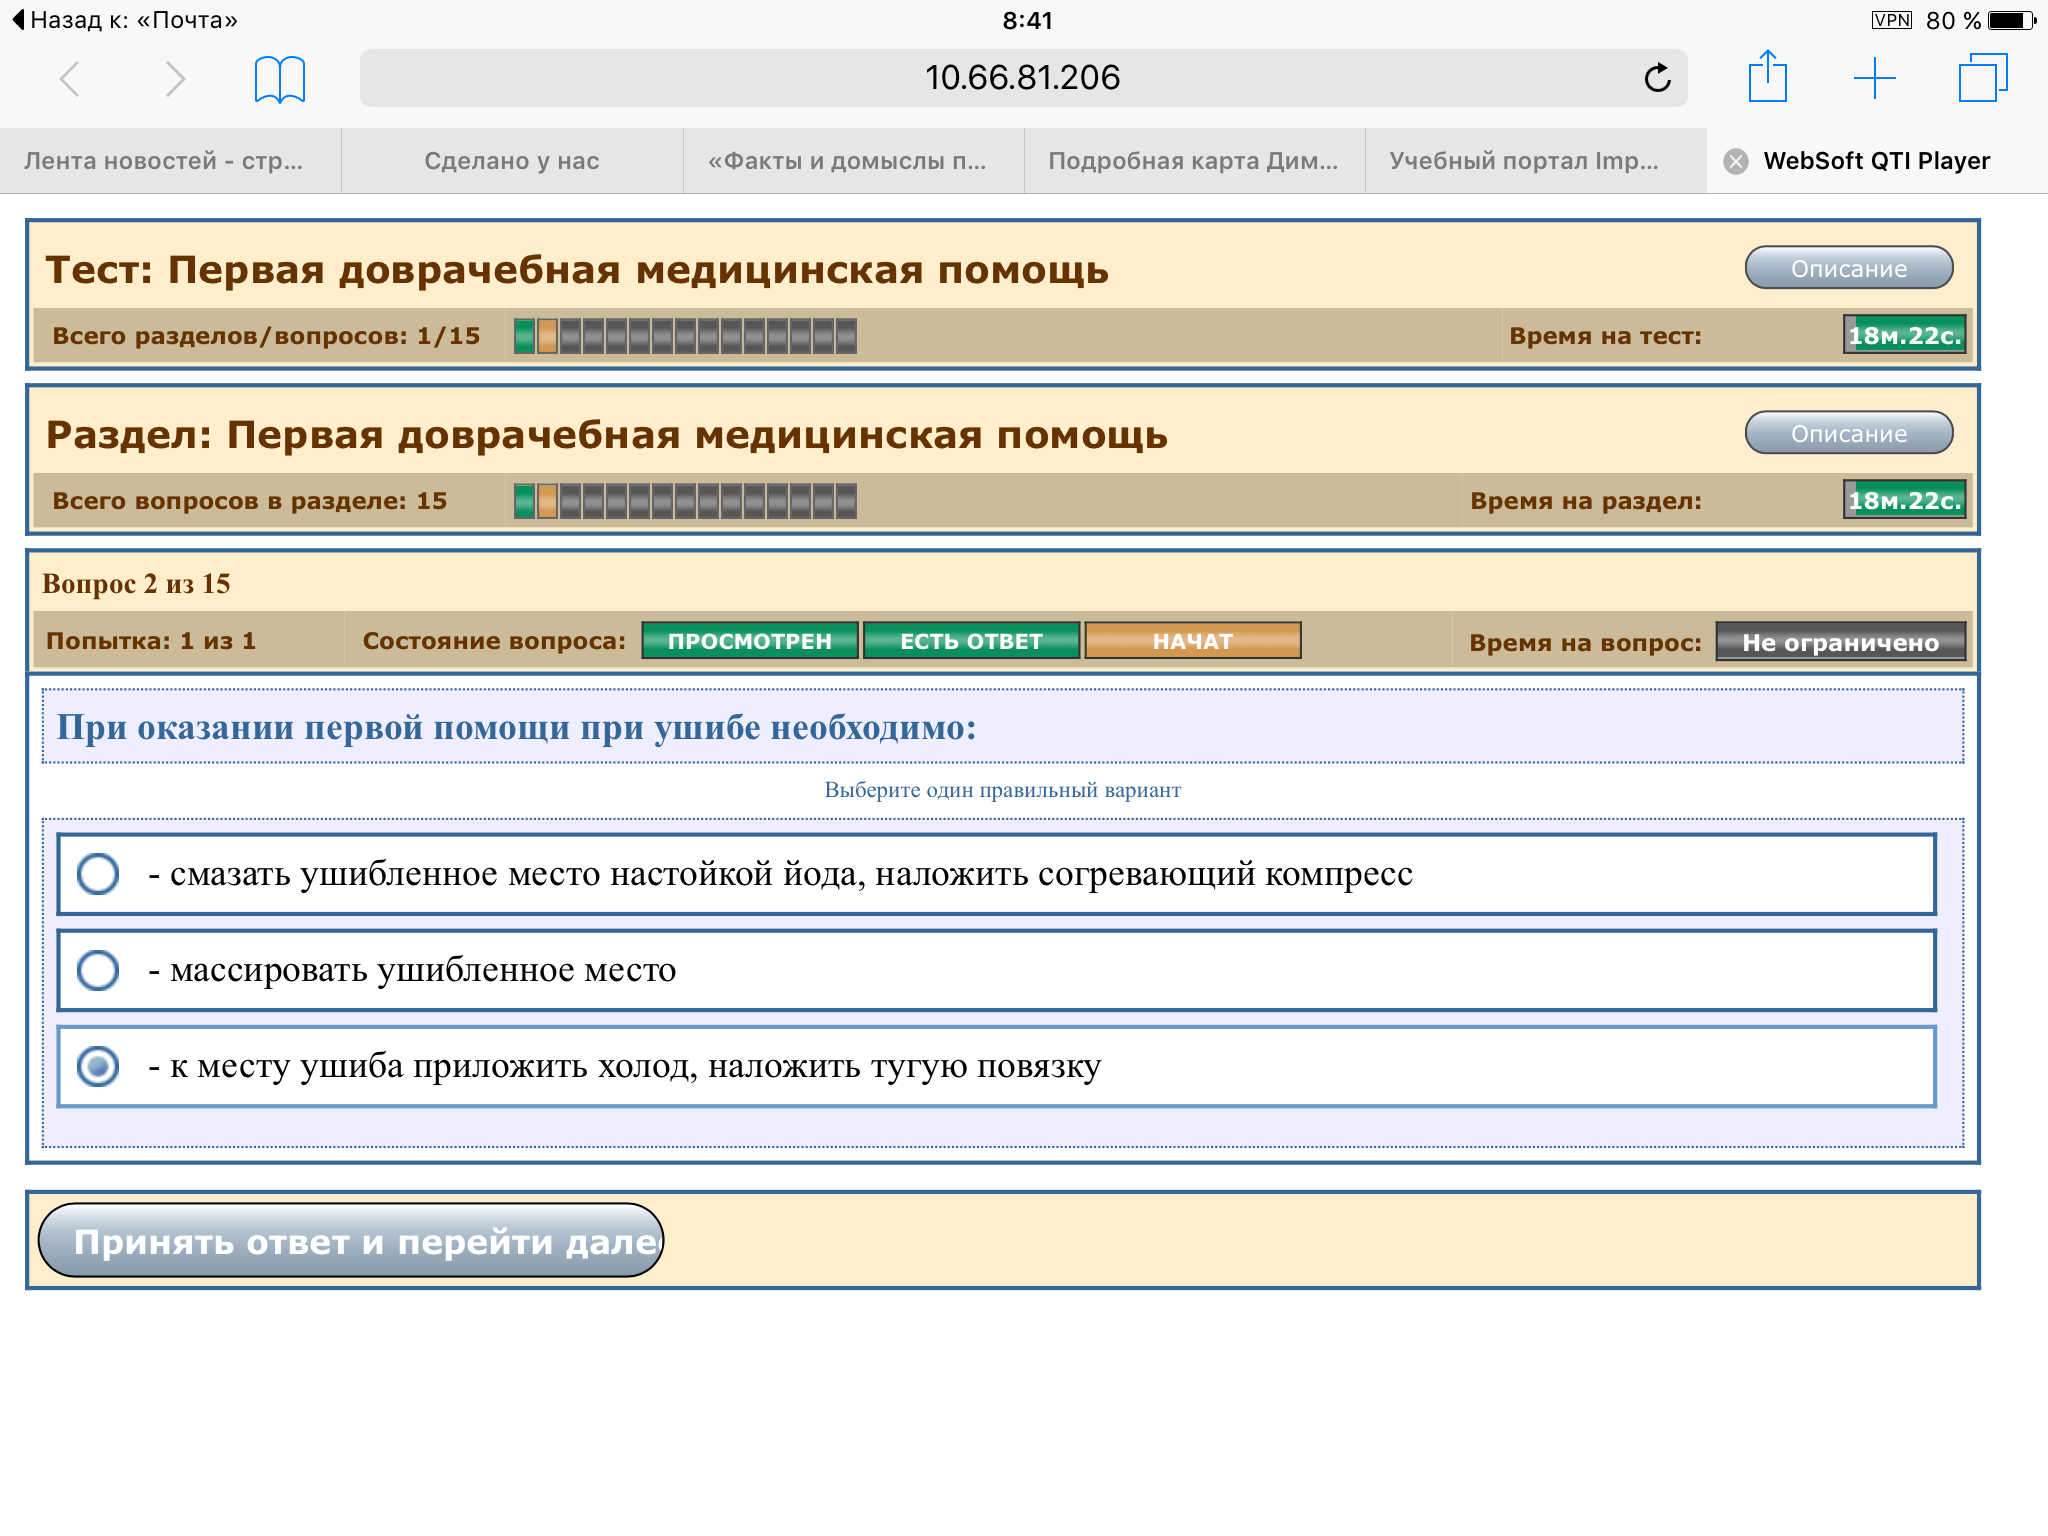 Назад к: «Почта»
8:41
VPN 80 %
10.66.81.206
Лента новостей - стр...
Сделано у нас
«Факты и домыслы п...
Подробная карта Дим...
Учебный портал Imp...
WebSoft QTI Player
Тест: Первая доврачебная медицинская помощь
Описание
Всего разделов/вопросов: 1/15
Время на тест:
18м.22с.
Раздел: Первая доврачебная медицинская помощь
Описание
Всего вопросов в разделе: 15
Время на раздел:
18м.22с.
Вопрос 2 из 15
Попытка: 1 из 1
Состояние вопроса:
ПРОСМОТРЕН
ЕСТЬ ОТВЕТ
НАЧАТ
Время на вопрос:
Не ограничено
При оказании первой помощи при ушибе необходимо:
Выберите один правильный вариант
- смазать ушибленное место настойкой йода, наложить согревающий компресс
- массировать ушибленное место
- к месту ушиба приложить холод, наложить тугую повязку
Принять ответ и перейти дале